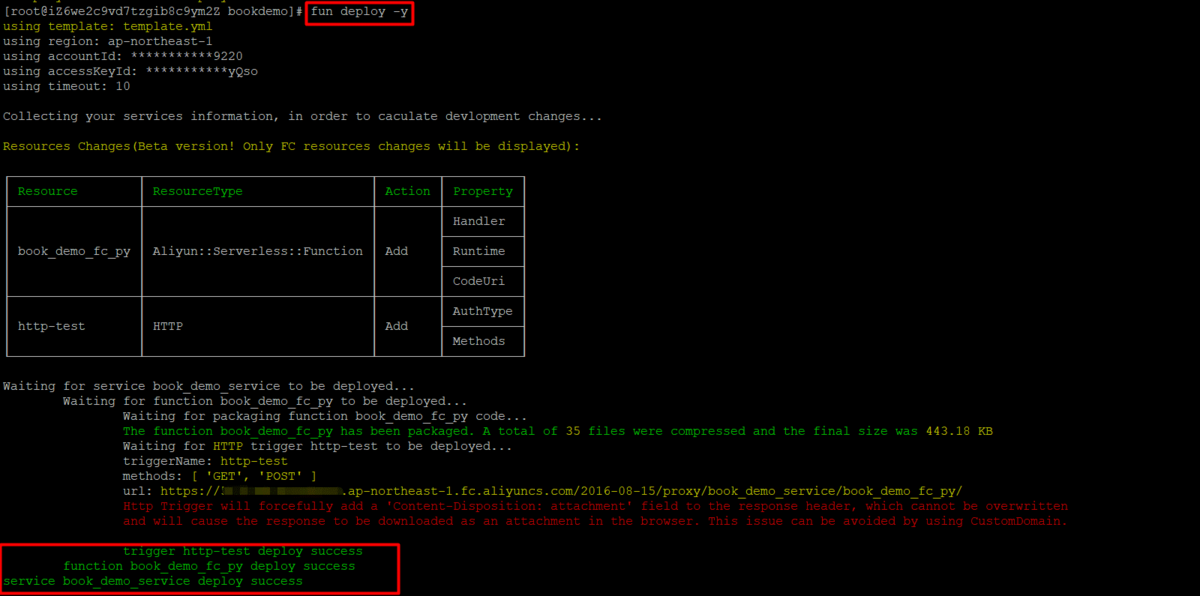 [root@iZ6we2c9vd7tzgib8c9ym2Z bookdemo]# fun deploy -y
using template: template.yml
using region: ap-northeast-1
using accountId: ***********9220
using accessKeyId: ***********yQso
using timeout: 10
Collecting your services information, in order to caculate devlopment changes...
Resources Changes(Beta version! Only FC resources changes will be displayed):
Resource ResourceType Action Property
Handler
book_demo_fc_py Aliyun::Serverless::Function Add Runtime
CodeUri
AuthType
http-test HTTP Add
Methods
Waiting for service book_demo_service to be deployed...
Waiting for function book_demo_fc_py to be deployed...
Waiting for packaging function book_demo_fc_py code...
The function book_demo_fc_py has been packaged. A total of 35 files were compressed and the final size was 443.18 KB
Waiting for HTTP trigger http-test to be deployed...
triggerName: http-test
methods: [ 'GET', 'POST' ]
url: https://.ap-northeast-1.fc.aliyuncs.com/2016-08-15/proxy/book_demo_service/book_demo_fc_py/
Http Trigger will forcefully add a 'Content-Disposition: attachment' field to the response header, which cannot be overwritten
and will cause the response to be downloaded as an attachment in the browser. This issue can be avoided by using CustomDomain.
trigger http-test deploy success
function book_demo_fc_py deploy success
service book_demo_service deploy success